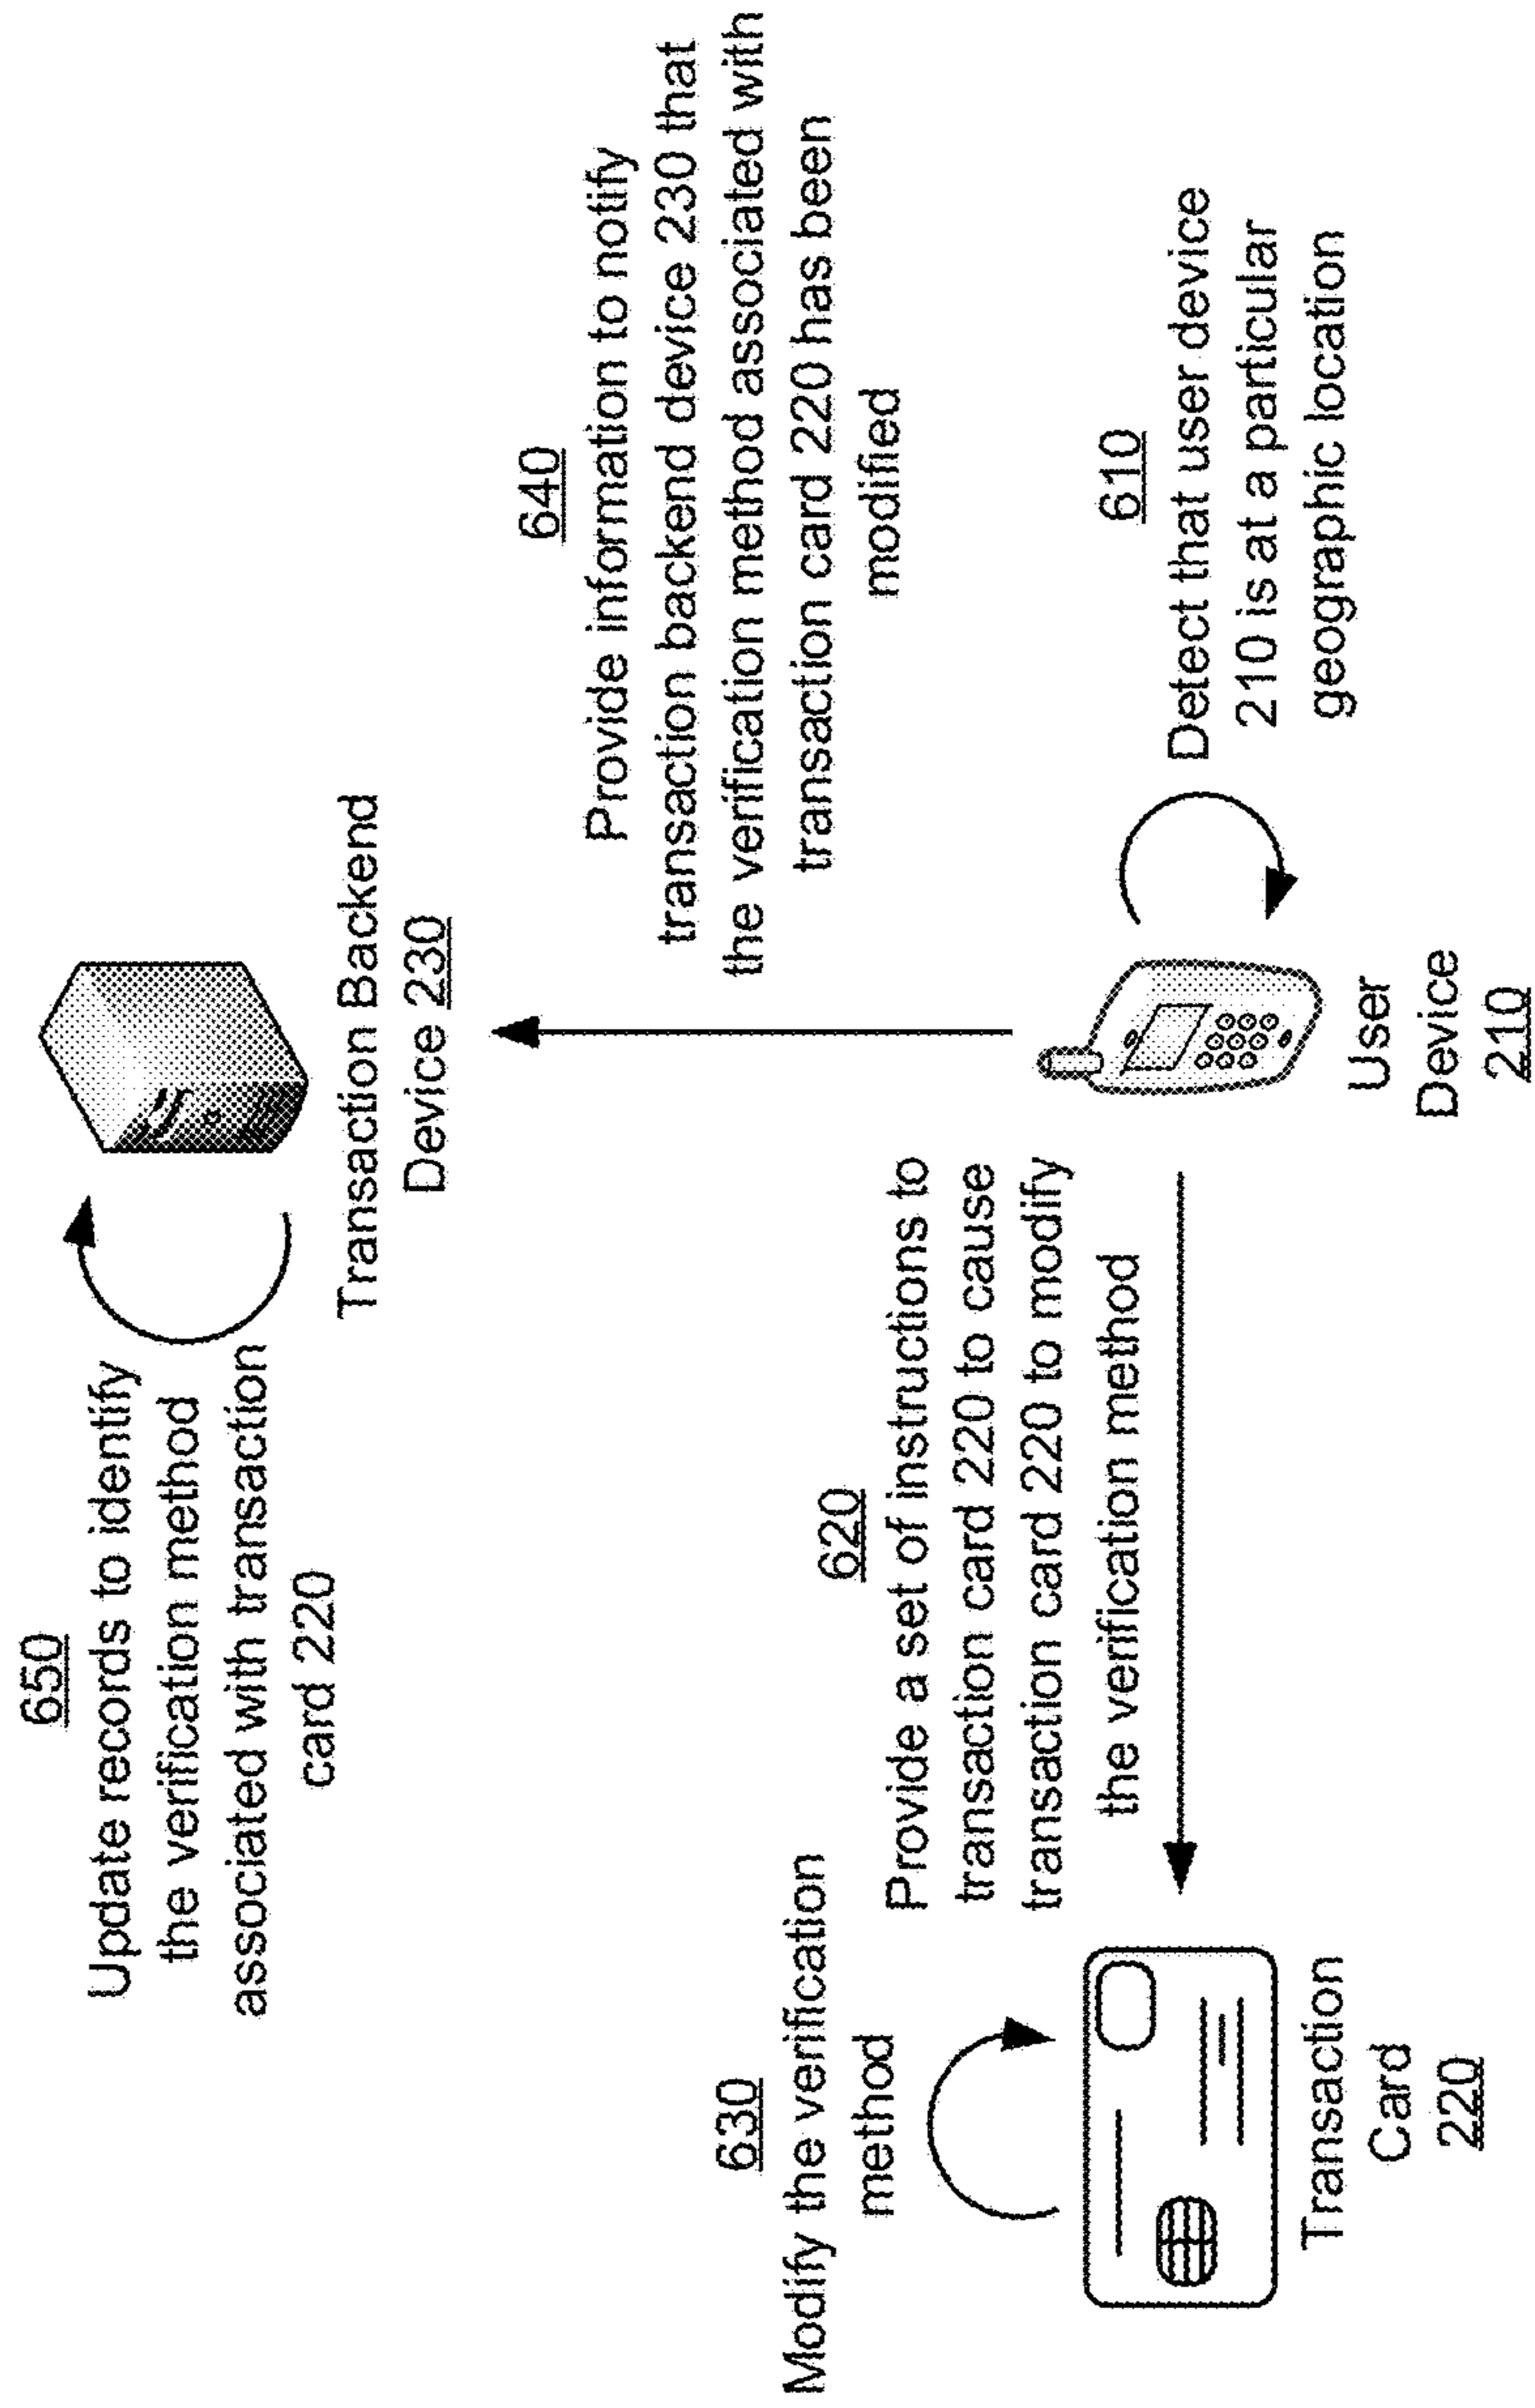 650
Update records to identify
the verification method
associated with transaction
card 220
Transaction Backend
Device 230
640
Provide information to notify
transaction backend device 230 that
the verification method associated with
transaction card 220 has been
modified
630
Modify the verification
method
620
Provide a set of instructions to
transaction card 220 to cause
transaction card 220 to modify
the verification method
610
Detect that user device
210 is at a particular
geographic location
Transaction
Card
220
User
Device
210